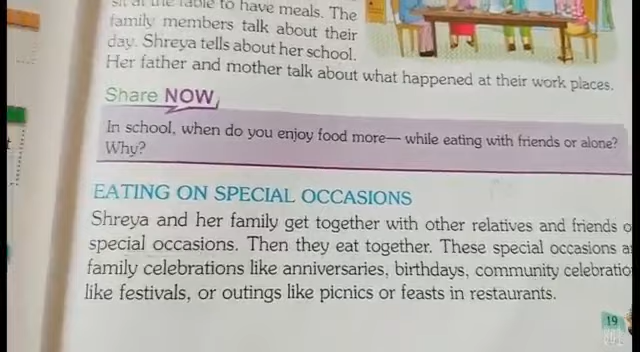 sit at the table to have meals. The
family members talk about their
day. Shreya tells about her school.
Her father and mother talk about what happened at their work places.
Share NOW
In school, when do you enjoy food more— while eating with friends or alone?
Why?
EATING ON SPECIAL OCCASIONS
Shreya and her family get together with other relatives and friends o
special occasions. Then they eat together. These special occasions a
family celebrations like anniversaries, birthdays, community celebratio
like festivals, or outings like picnics or feasts in restaurants.
19